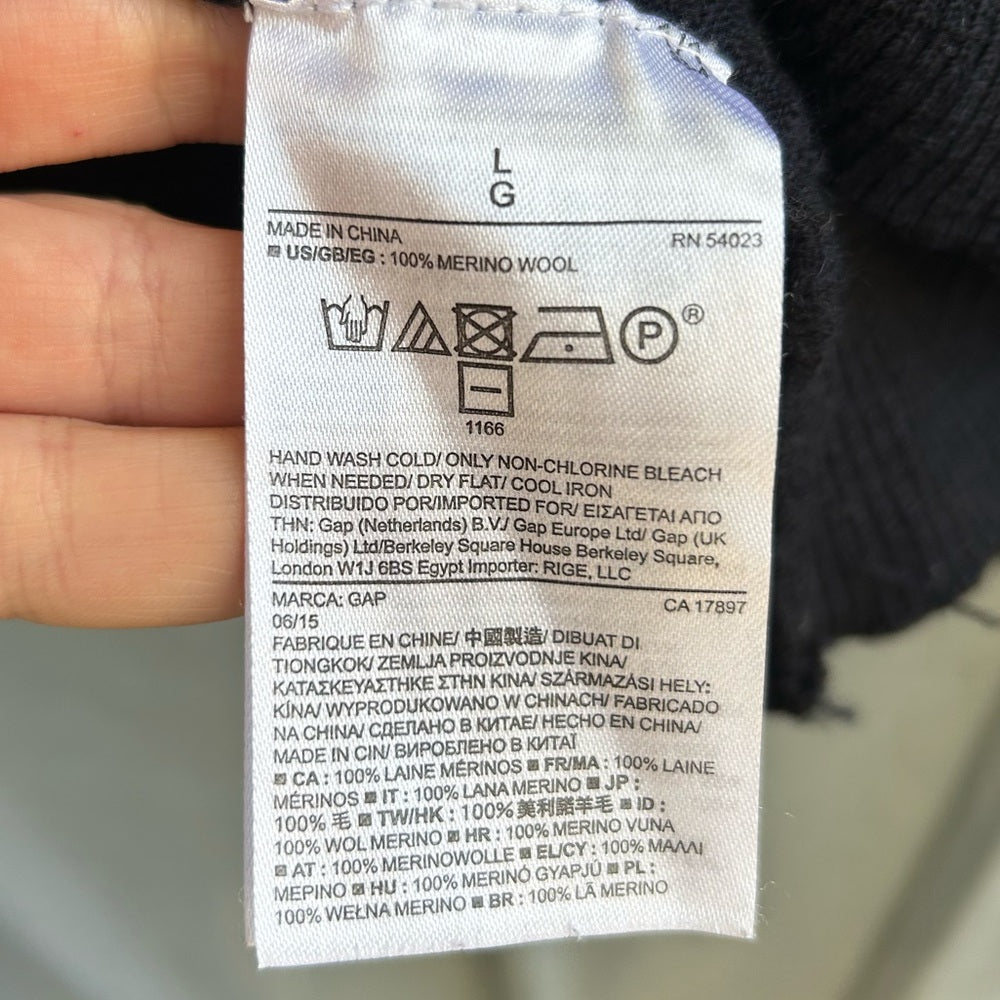 L
G
MADE IN CHINA RN 54023
US/GB/EG : 100% MERINO WOOL
P ®
1166
HAND WASH COLD/ ONLY NON-CHLORINE BLEACH
WHEN NEEDED/ DRY FLAT/ COOL IRON
DISTRIBUIDO POR/IMPORTED FOR/ ΕΙΣΑΓΕΤΑΙ ΑΠΟ
ΤΗΝ: Gap (Netherlands) B.V./ Gap Europe Ltd/ Gap (UK
Holdings) Ltd/Berkeley Square House Berkeley Square,
London W1J 6BS Egypt Importer: RIGE, LLC
MARCA: GAP CA 17897
06/15
FABRIQUE EN CHINE/ 中國製造/ DIBUAT DI
TIONGKOK/ ZEMLJA PROIZVODNJE KINA/
ΚΑΤΑΣΚΕΥΑΣΤΗΚΕ ΣΤΗΝ ΚΙΝΑ/ SZÁRMAZÁSI HELY:
KÍNA/ WYPRODUKOWANO W CHINACH/ FABRICADO
NA CHINA/ СДЕЛАНО В КИТАЕ/ HECHO EN CHINA/
MADE IN CIN/ ВИРОБЛЕНО В КИТАЇ
CA : 100% LAINE MÉRINOS FR/MA : 100% LAINE
MÉRINOS IT : 100% LANA MERINO JP :
100% 毛 TW/HK : 100% 美利諾羊毛 ID :
100% WOL MERINO HR : 100% MERINO VUNA
AT : 100% MERINOWOLLE EL/CY : 100% ΜΑΛΛΙ
ΜΕΡΙΝΟ HU : 100% MERINÓ GYAPJÚ PL :
100% WEŁNA MERINO BR : 100% LÃ MERINO